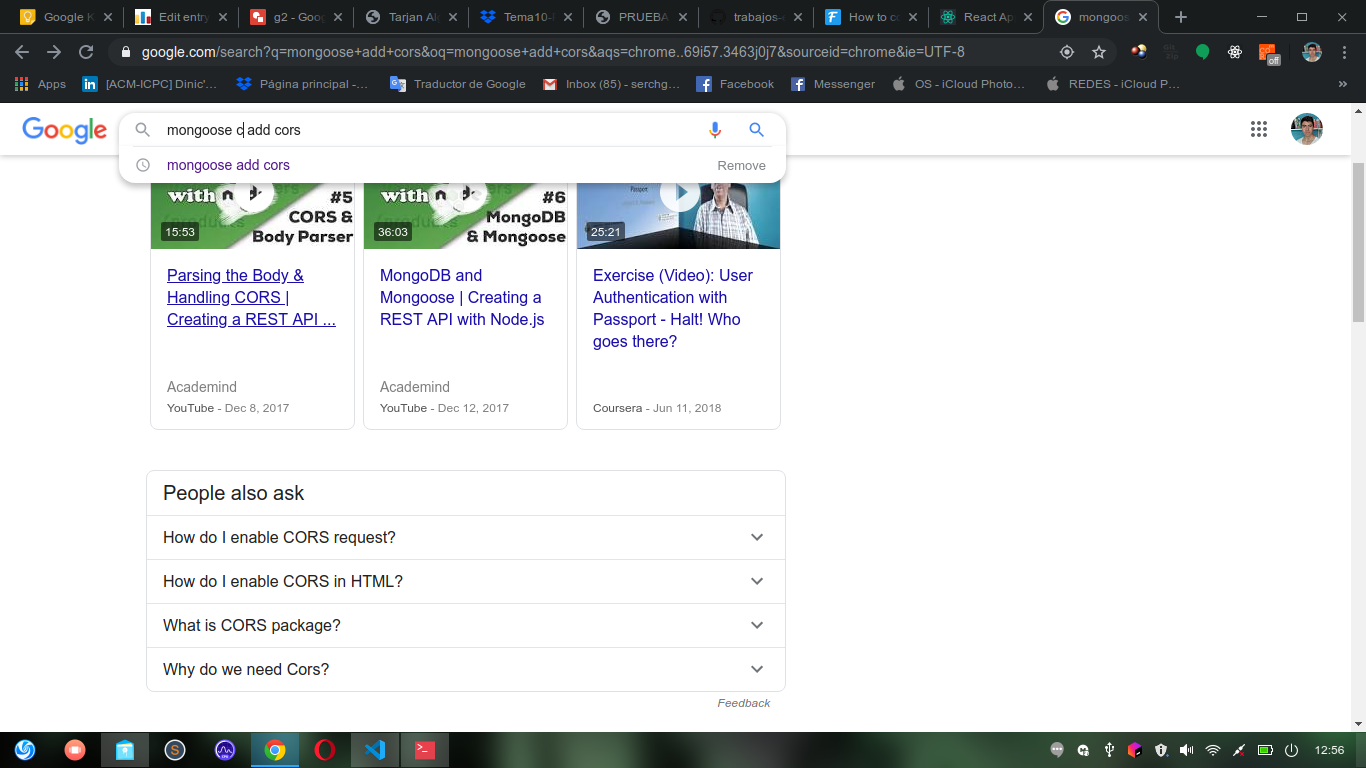 Google K
Edit entry
g2 - Goog
Tarjan Al
Tema10-
PRUEBA
trabajos-
How to co
React Ap
mongoos
google.com/search?q=mongoose+add+cors&oq=mongoose+add+cors&aqs=chrome..69i57.3463j0j7&sourceid=chrome&ie=UTF-8
off
Apps
[ACM-ICPC] Dinic'...
Página principal -...
Traductor de Google
Inbox (85) - serchg...
Facebook
Messenger
OS - iCloud Photo...
REDES - iCloud P...
»
Google
mongoose c add cors
mongoose add cors
Remove
with
#5
CORS &
Body Parser
15:53
with
#6
MongoDB
& Mongoose
36:03
Passport
25:21
Parsing the Body &
Handling CORS |
Creating a REST API ...
Academind
YouTube - Dec 8, 2017
MongoDB and
Mongoose | Creating a
REST API with Node.js
Academind
YouTube - Dec 12, 2017
Exercise (Video): User
Authentication with
Passport - Halt! Who
goes there?
Coursera - Jun 11, 2018
People also ask
How do I enable CORS request?
How do I enable CORS in HTML?
What is CORS package?
Why do we need Cors?
Feedback
12:56